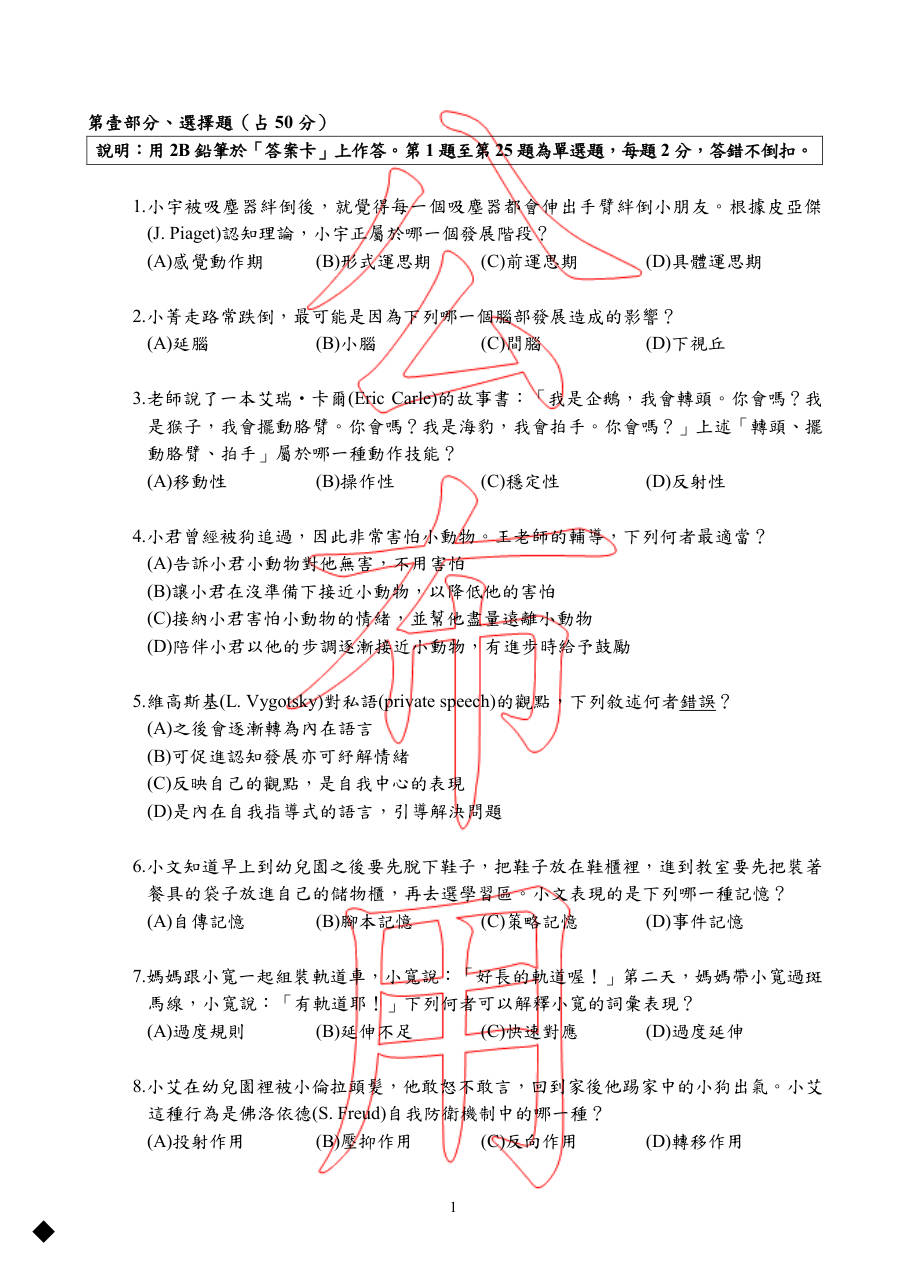 第壹部分、選擇題（占 50 分）
說明：用 2B 鉛筆於「答案卡」上作答。第 1 題至第 25 題為單選題，每題 2 分，答錯不倒扣。
1.小宇被吸塵器絆倒後，就覺得每一個吸塵器都會伸出手臂絆倒小朋友。根據皮亞傑
(J. Piaget)認知理論，小宇正屬於哪一個發展階段？
(A)感覺動作期 (B)形式運思期 (C)前運思期 (D)具體運思期
2.小菁走路常跌倒，最可能是因為下列哪一個腦部發展造成的影響？
(A)延腦 (B)小腦 (C)間腦 (D)下視丘
3.老師說了一本艾瑞・卡爾(Eric Carle)的故事書：「我是企鵝，我會轉頭。你會嗎？我
是猴子，我會擺動胳臂。你會嗎？我是海豹，我會拍手。你會嗎？」上述「轉頭、擺
動胳臂、拍手」屬於哪一種動作技能？
(A)移動性 (B)操作性 (C)穩定性 (D)反射性
4.小君曾經被狗追過，因此非常害怕小動物。王老師的輔導，下列何者最適當？
(A)告訴小君小動物對他無害，不用害怕
(B)讓小君在沒準備下接近小動物，以降低他的害怕
(C)接納小君害怕小動物的情緒，並幫他盡量遠離小動物
(D)陪伴小君以他的步調逐漸接近小動物，有進步時給予鼓勵
5.維高斯基(L. Vygotsky)對私語(private speech)的觀點，下列敘述何者錯誤？
(A)之後會逐漸轉為內在語言
(B)可促進認知發展亦可紓解情緒
(C)反映自己的觀點，是自我中心的表現
(D)是內在自我指導式的語言，引導解決問題
6.小文知道早上到幼兒園之後要先脫下鞋子，把鞋子放在鞋櫃裡，進到教室要先把裝著
餐具的袋子放進自己的儲物櫃，再去選學習區。小文表現的是下列哪一種記憶？
(A)自傳記憶 (B)腳本記憶 (C)策略記憶 (D)事件記憶
7.媽媽跟小寬一起組裝軌道車，小寬說：「好長的軌道喔！」第二天，媽媽帶小寬過斑
馬線，小寬說：「有軌道耶！」下列何者可以解釋小寬的詞彙表現？
(A)過度規則 (B)延伸不足 (C)快速對應 (D)過度延伸
8.小艾在幼兒園裡被小倫拉頭髮，他敢怒不敢言，回到家後他踢家中的小狗出氣。小艾
這種行為是佛洛依德(S. Freud)自我防衛機制中的哪一種？
(A)投射作用 (B)壓抑作用 (C)反向作用 (D)轉移作用
1
公布用